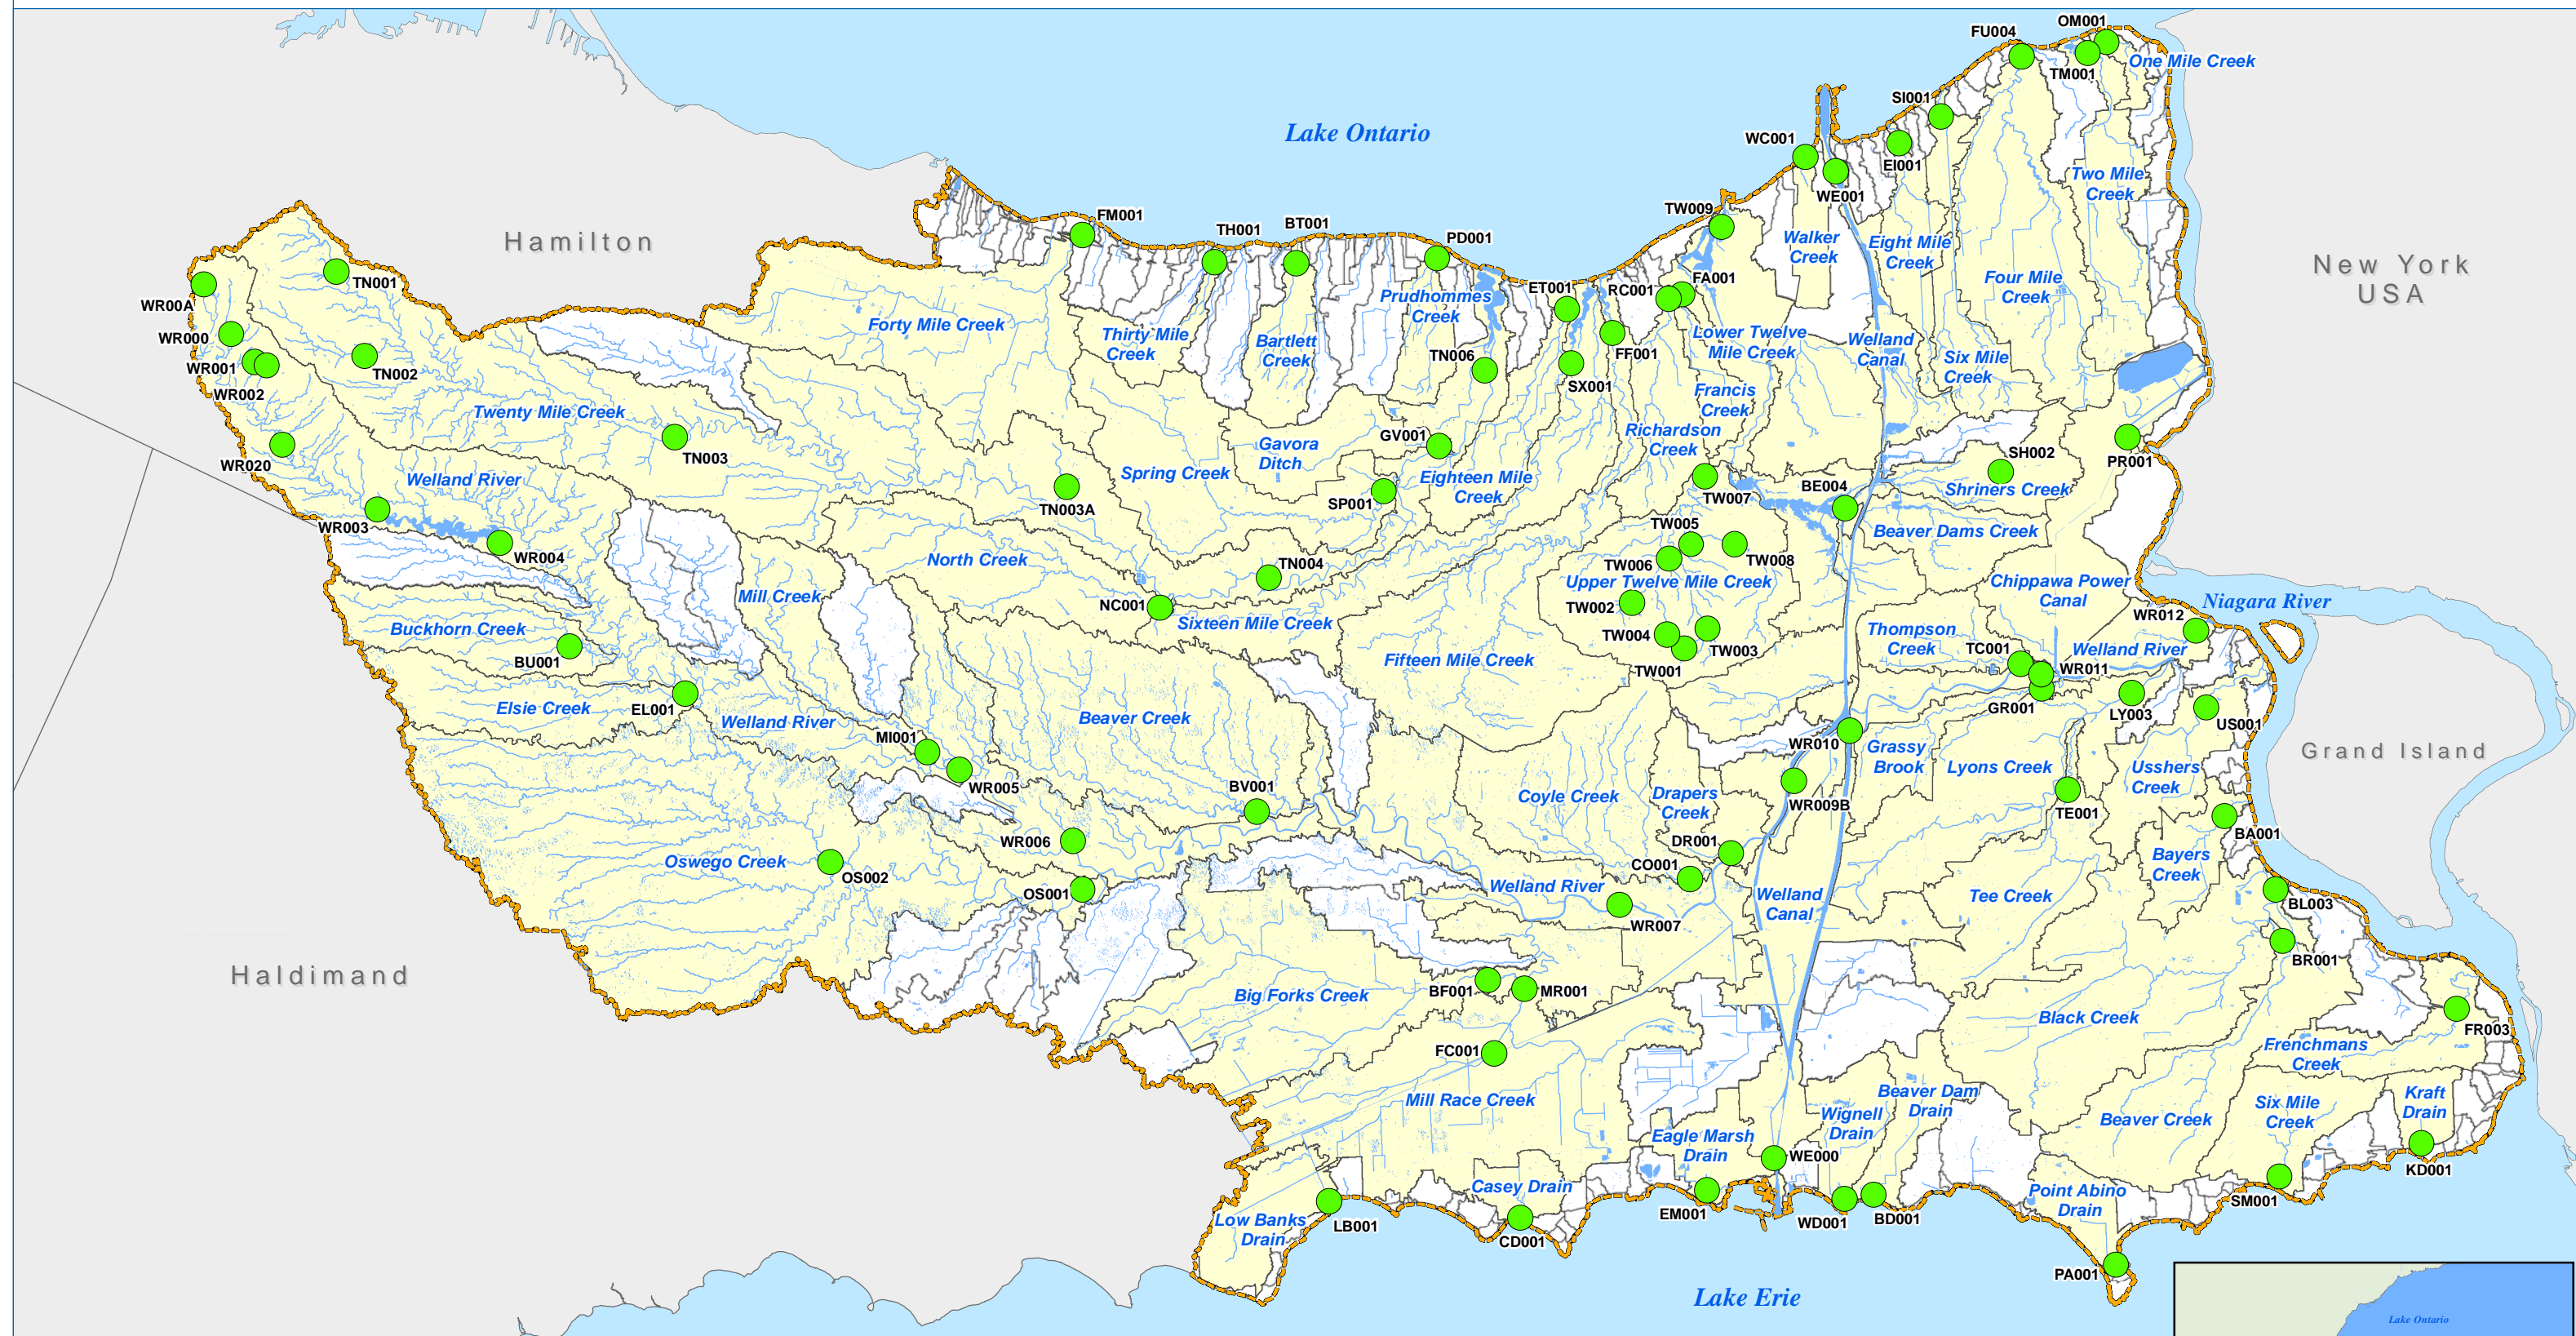 OM001
FU004
One Mile Creek
TM001
SI001
Lake Ontario
WC001
EI001
Two Mile
Creek
WE001
TW009
FM001
TH001
BT001
PD001
Hamilton
Walker
Creek
Eight Mile
Creek
New York
USA
TN001
FA001
RC001
ET001
Four Mile
Creek
WR00A
Prudhommes
Creek
Forty Mile Creek
Thirty Mile
Creek
Bartlett
Creek
Lower Twelve
Mile Creek
WR000
FF001
Welland
Canal
TN006
Six Mile
Creek
WR001
TN002
SX001
WR002
Francis
Creek
Twenty Mile Creek
Richardson
Creek
GV001
Gavora
Ditch
TN003
WR020
SH002
PR001
Spring Creek
Eighteen Mile
Creek
Welland River
Shriners Creek
BE004
TW007
SP001
TN003A
WR003
TW005
Beaver Dams Creek
WR004
North Creek
TN004
TW006
TW008
Upper Twelve Mile Creek
Chippawa Power
Canal
Mill Creek
Niagara River
NC001
TW002
WR012
Sixteen Mile Creek
Buckhorn Creek
TW004
Thompson
Creek
BU001
TC001
Welland River
TW003
Fifteen Mile Creek
TW001
WR011
EL001
Elsie Creek
GR001
LY003
US001
Welland River
Beaver Creek
MI001
WR010
Grassy
Brook
Lyons Creek
Usshers
Creek
Grand Island
WR005
BV001
Coyle Creek
Drapers
Creek
WR009B
TE001
BA001
WR006
DR001
Oswego Creek
OS002
CO001
Bayers
Creek
OS001
Welland River
Welland
Canal
Tee Creek
BL003
WR007
BR001
Haldimand
BF001
MR001
Big Forks Creek
Black Creek
FR003
FC001
Frenchmans
Creek
Mill Race Creek
Beaver Dam
Drain
Wignell
Drain
Kraft
Drain
Six Mile
Creek
Beaver Creek
Eagle Marsh
Drain
WE000
KD001
Casey Drain
Point Abino
Drain
SM001
EM001
WD001
BD001
Low Banks
Drain
LB001
CD001
PA001
Lake Erie
Lake Ontario